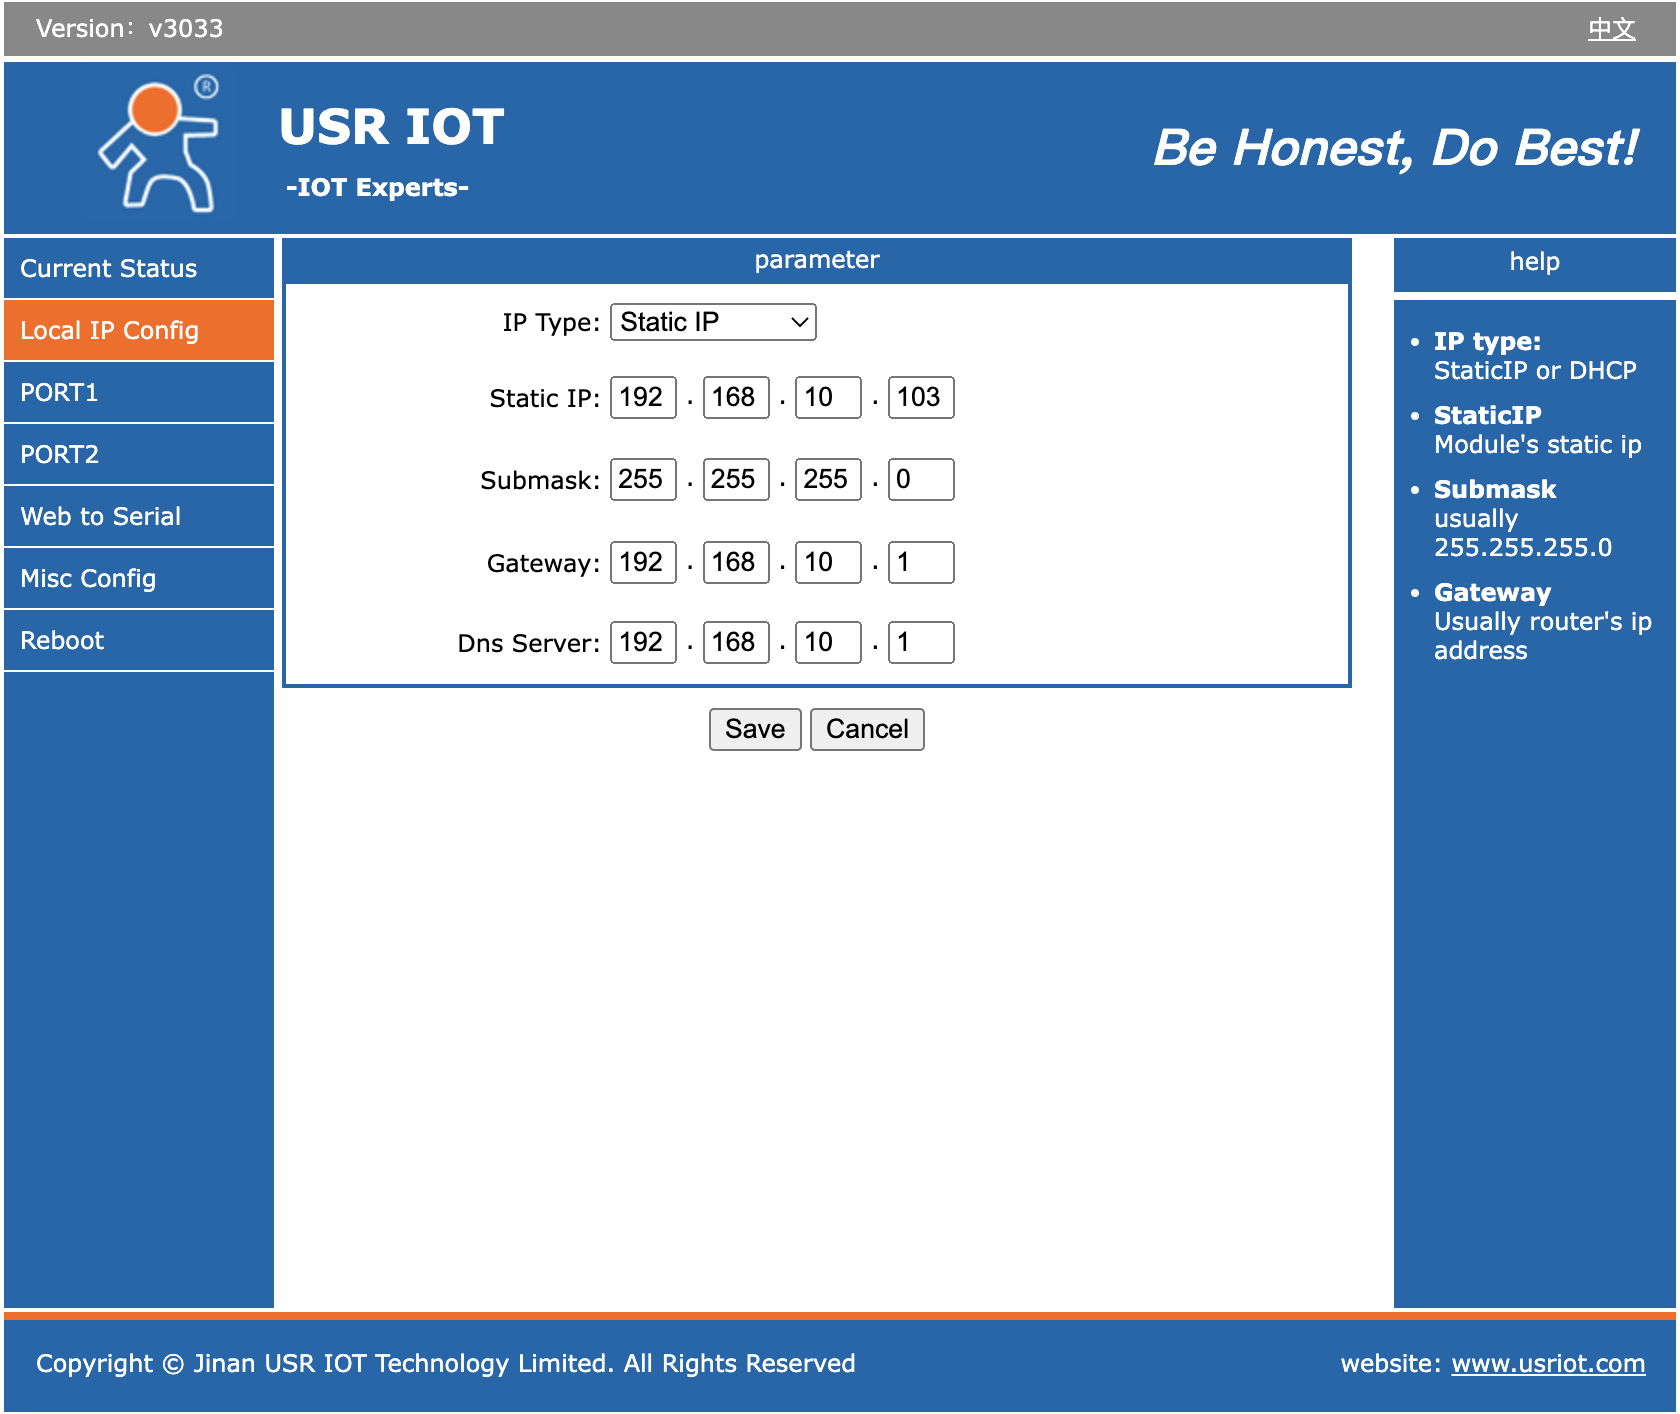 Version：v3033
中文
®
USR IOT
-IOT Experts-
Be Honest, Do Best!
Current Status
Local IP Config
PORT1
PORT2
Web to Serial
Misc Config
Reboot
parameter
IP Type: Static IP
Static IP: 192 . 168 . 10 . 103
Submask: 255 . 255 . 255 . 0
Gateway: 192 . 168 . 10 . 1
Dns Server: 192 . 168 . 10 . 1
Save Cancel
help
• IP type:
StaticIP or DHCP
• StaticIP
Module's static ip
• Submask
usually
255.255.255.0
• Gateway
Usually router's ip
address
Copyright © Jinan USR IOT Technology Limited. All Rights Reserved
website: www.usriot.com